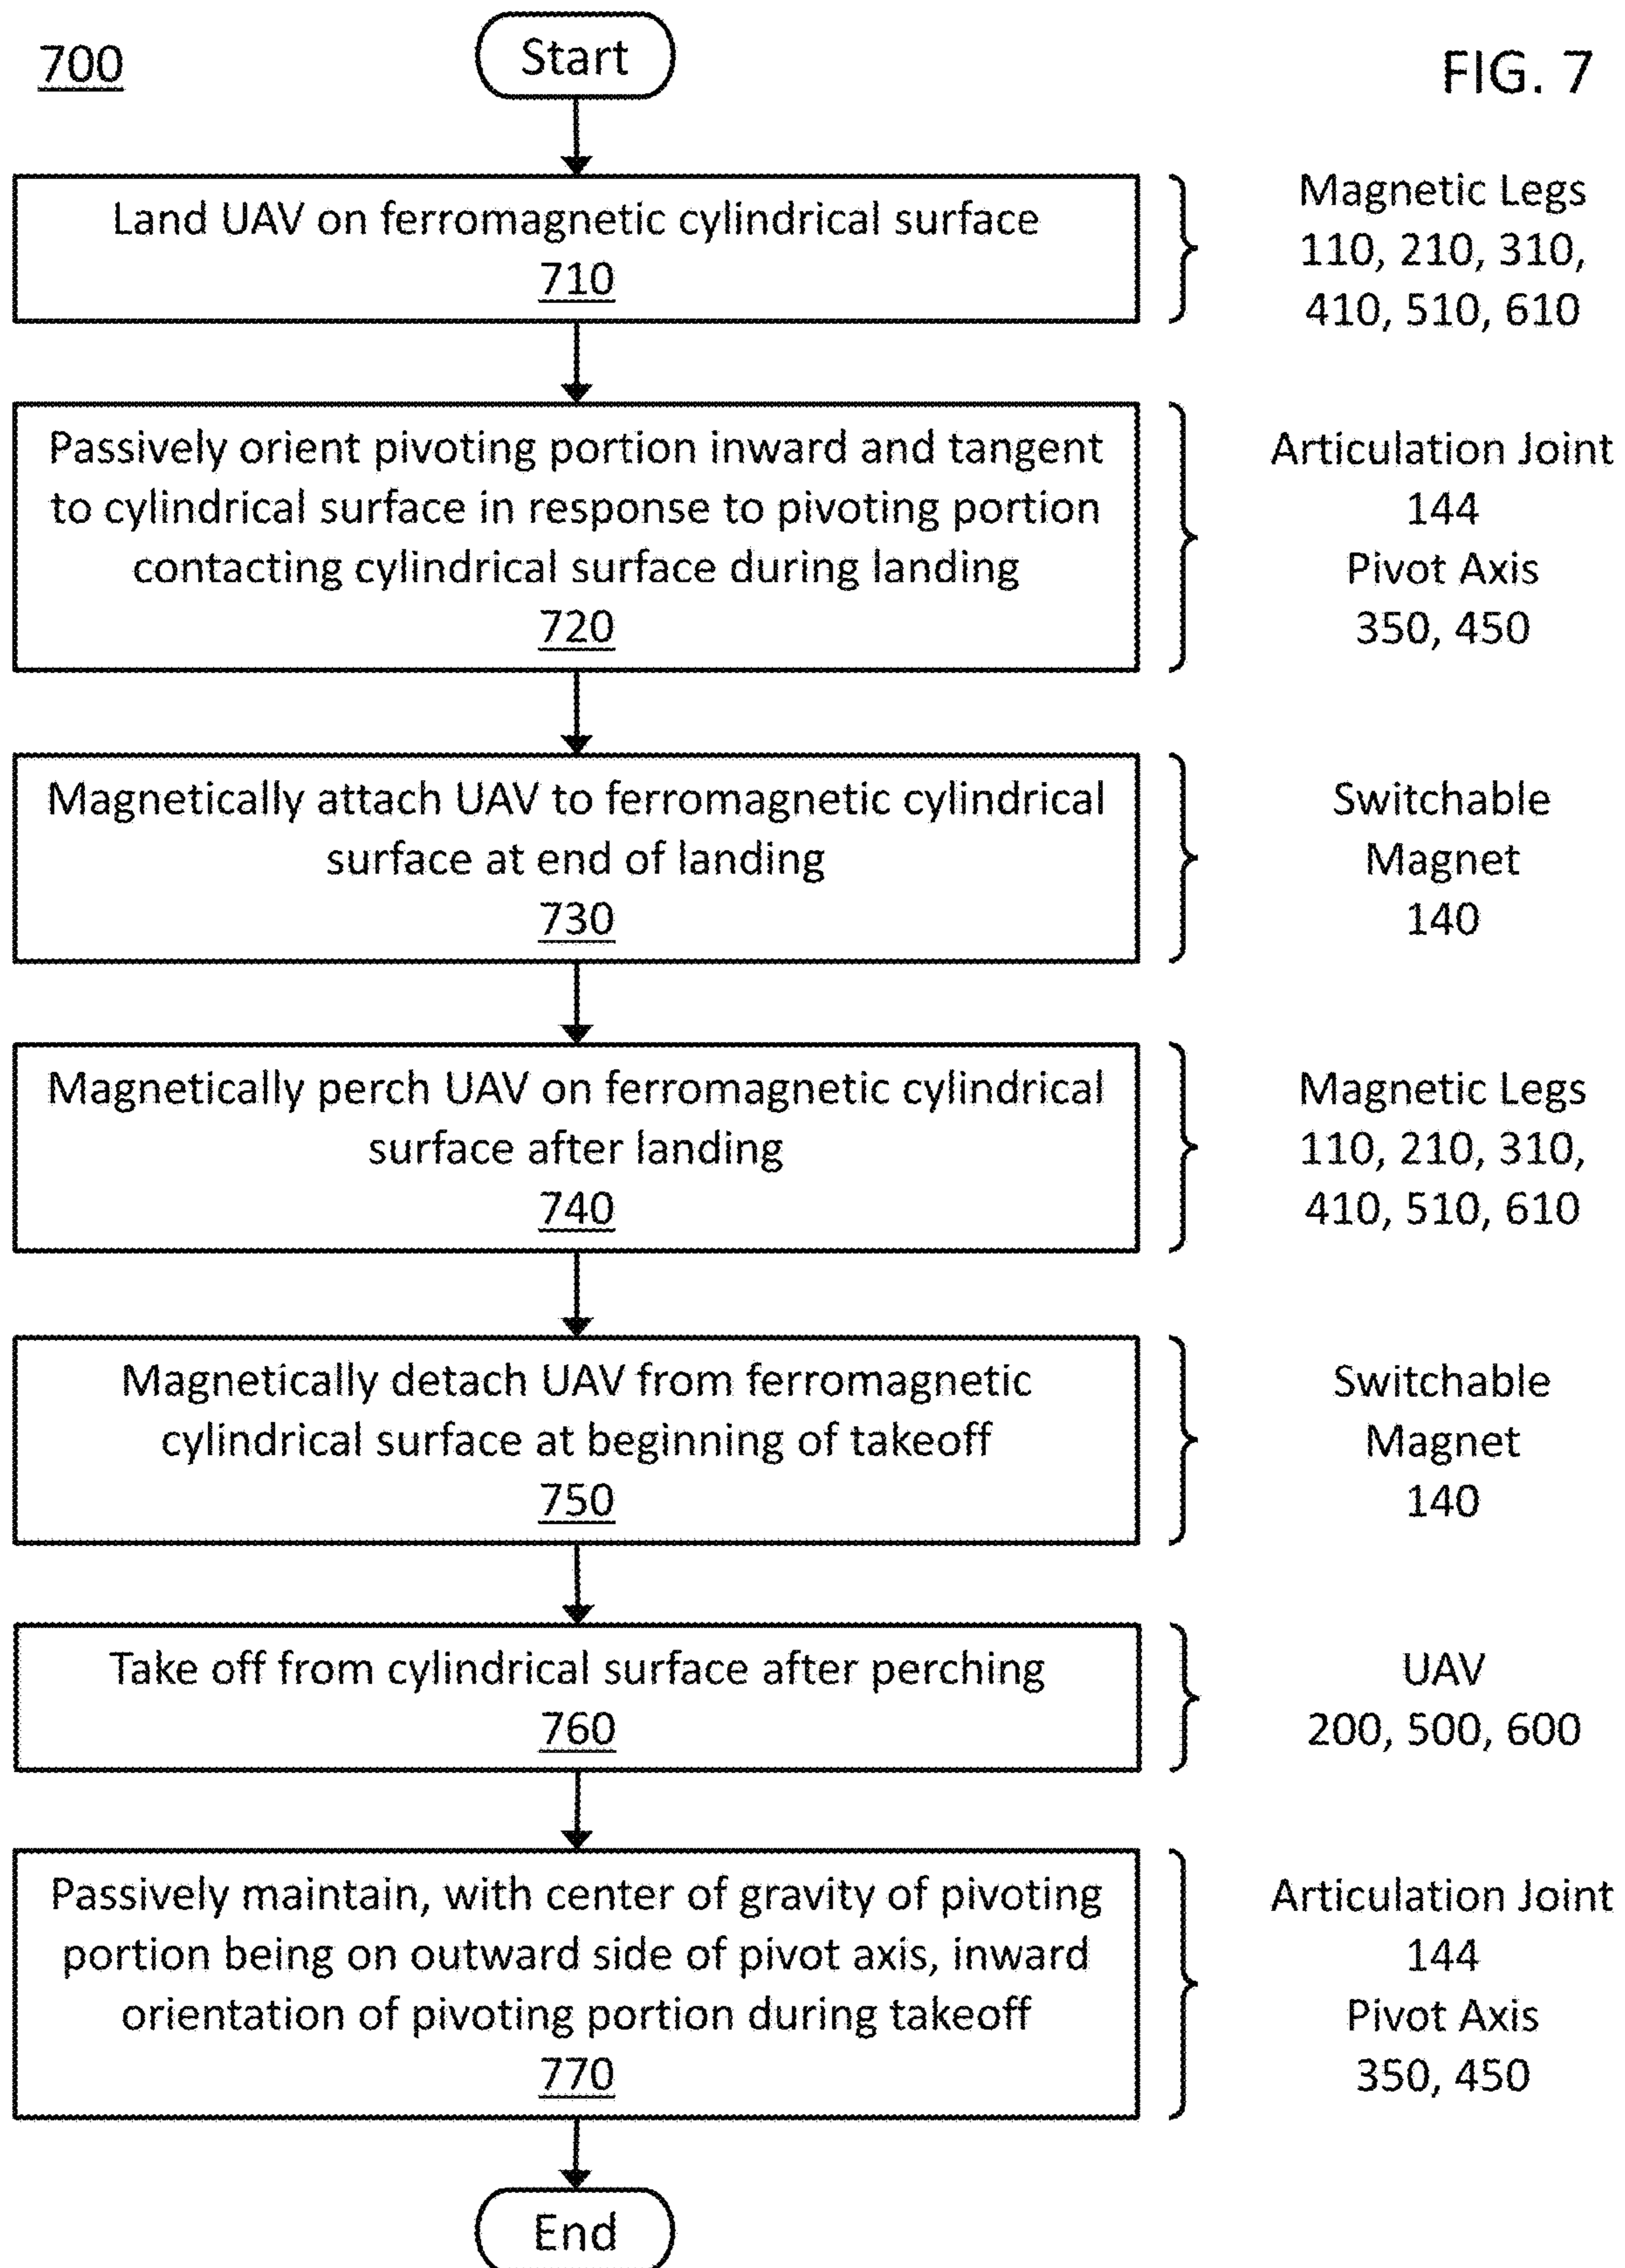 700
Start
FIG. 7
Land UAV on ferromagnetic cylindrical surface
710
Magnetic Legs
110, 210, 310,
410, 510, 610
Passively orient pivoting portion inward and tangent
to cylindrical surface in response to pivoting portion
contacting cylindrical surface during landing
720
Articulation Joint
144
Pivot Axis
350, 450
Magnetically attach UAV to ferromagnetic cylindrical
surface at end of landing
730
Switchable
Magnet
140
Magnetically perch UAV on ferromagnetic cylindrical
surface after landing
740
Magnetic Legs
110, 210, 310,
410, 510, 610
Magnetically detach UAV from ferromagnetic
cylindrical surface at beginning of takeoff
750
Switchable
Magnet
140
Take off from cylindrical surface after perching
760
UAV
200, 500, 600
Passively maintain, with center of gravity of pivoting
portion being on outward side of pivot axis, inward
orientation of pivoting portion during takeoff
770
Articulation Joint
144
Pivot Axis
350, 450
End